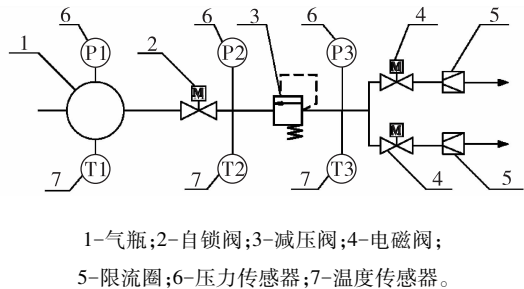 6 6 3 6 4 5
1 P1 2 P2 P3
M M
M
T1 T2 T3
7 7 7 4 5
1-气瓶;2-自锁阀;3-减压阀;4-电磁阀;
5-限流圈;6-压力传感器;7-温度传感器。